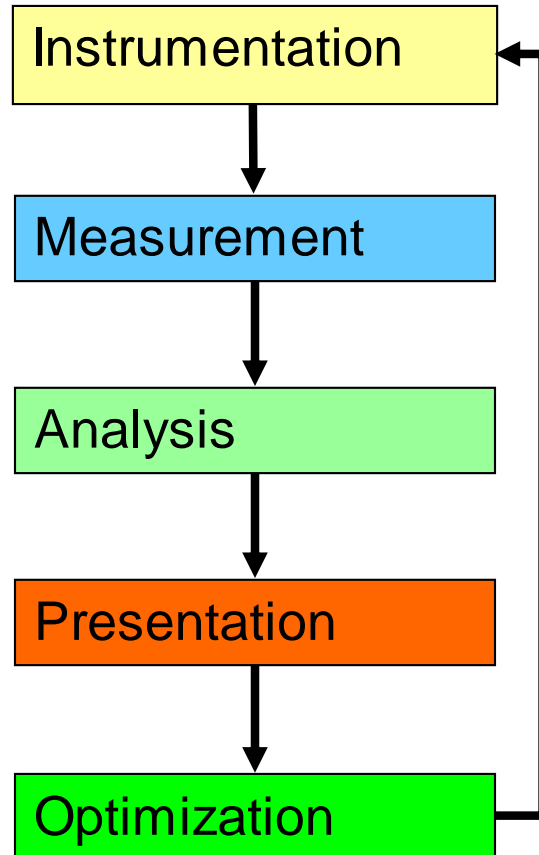 Instrumentation
Measurement
Analysis
Presentation
Optimization